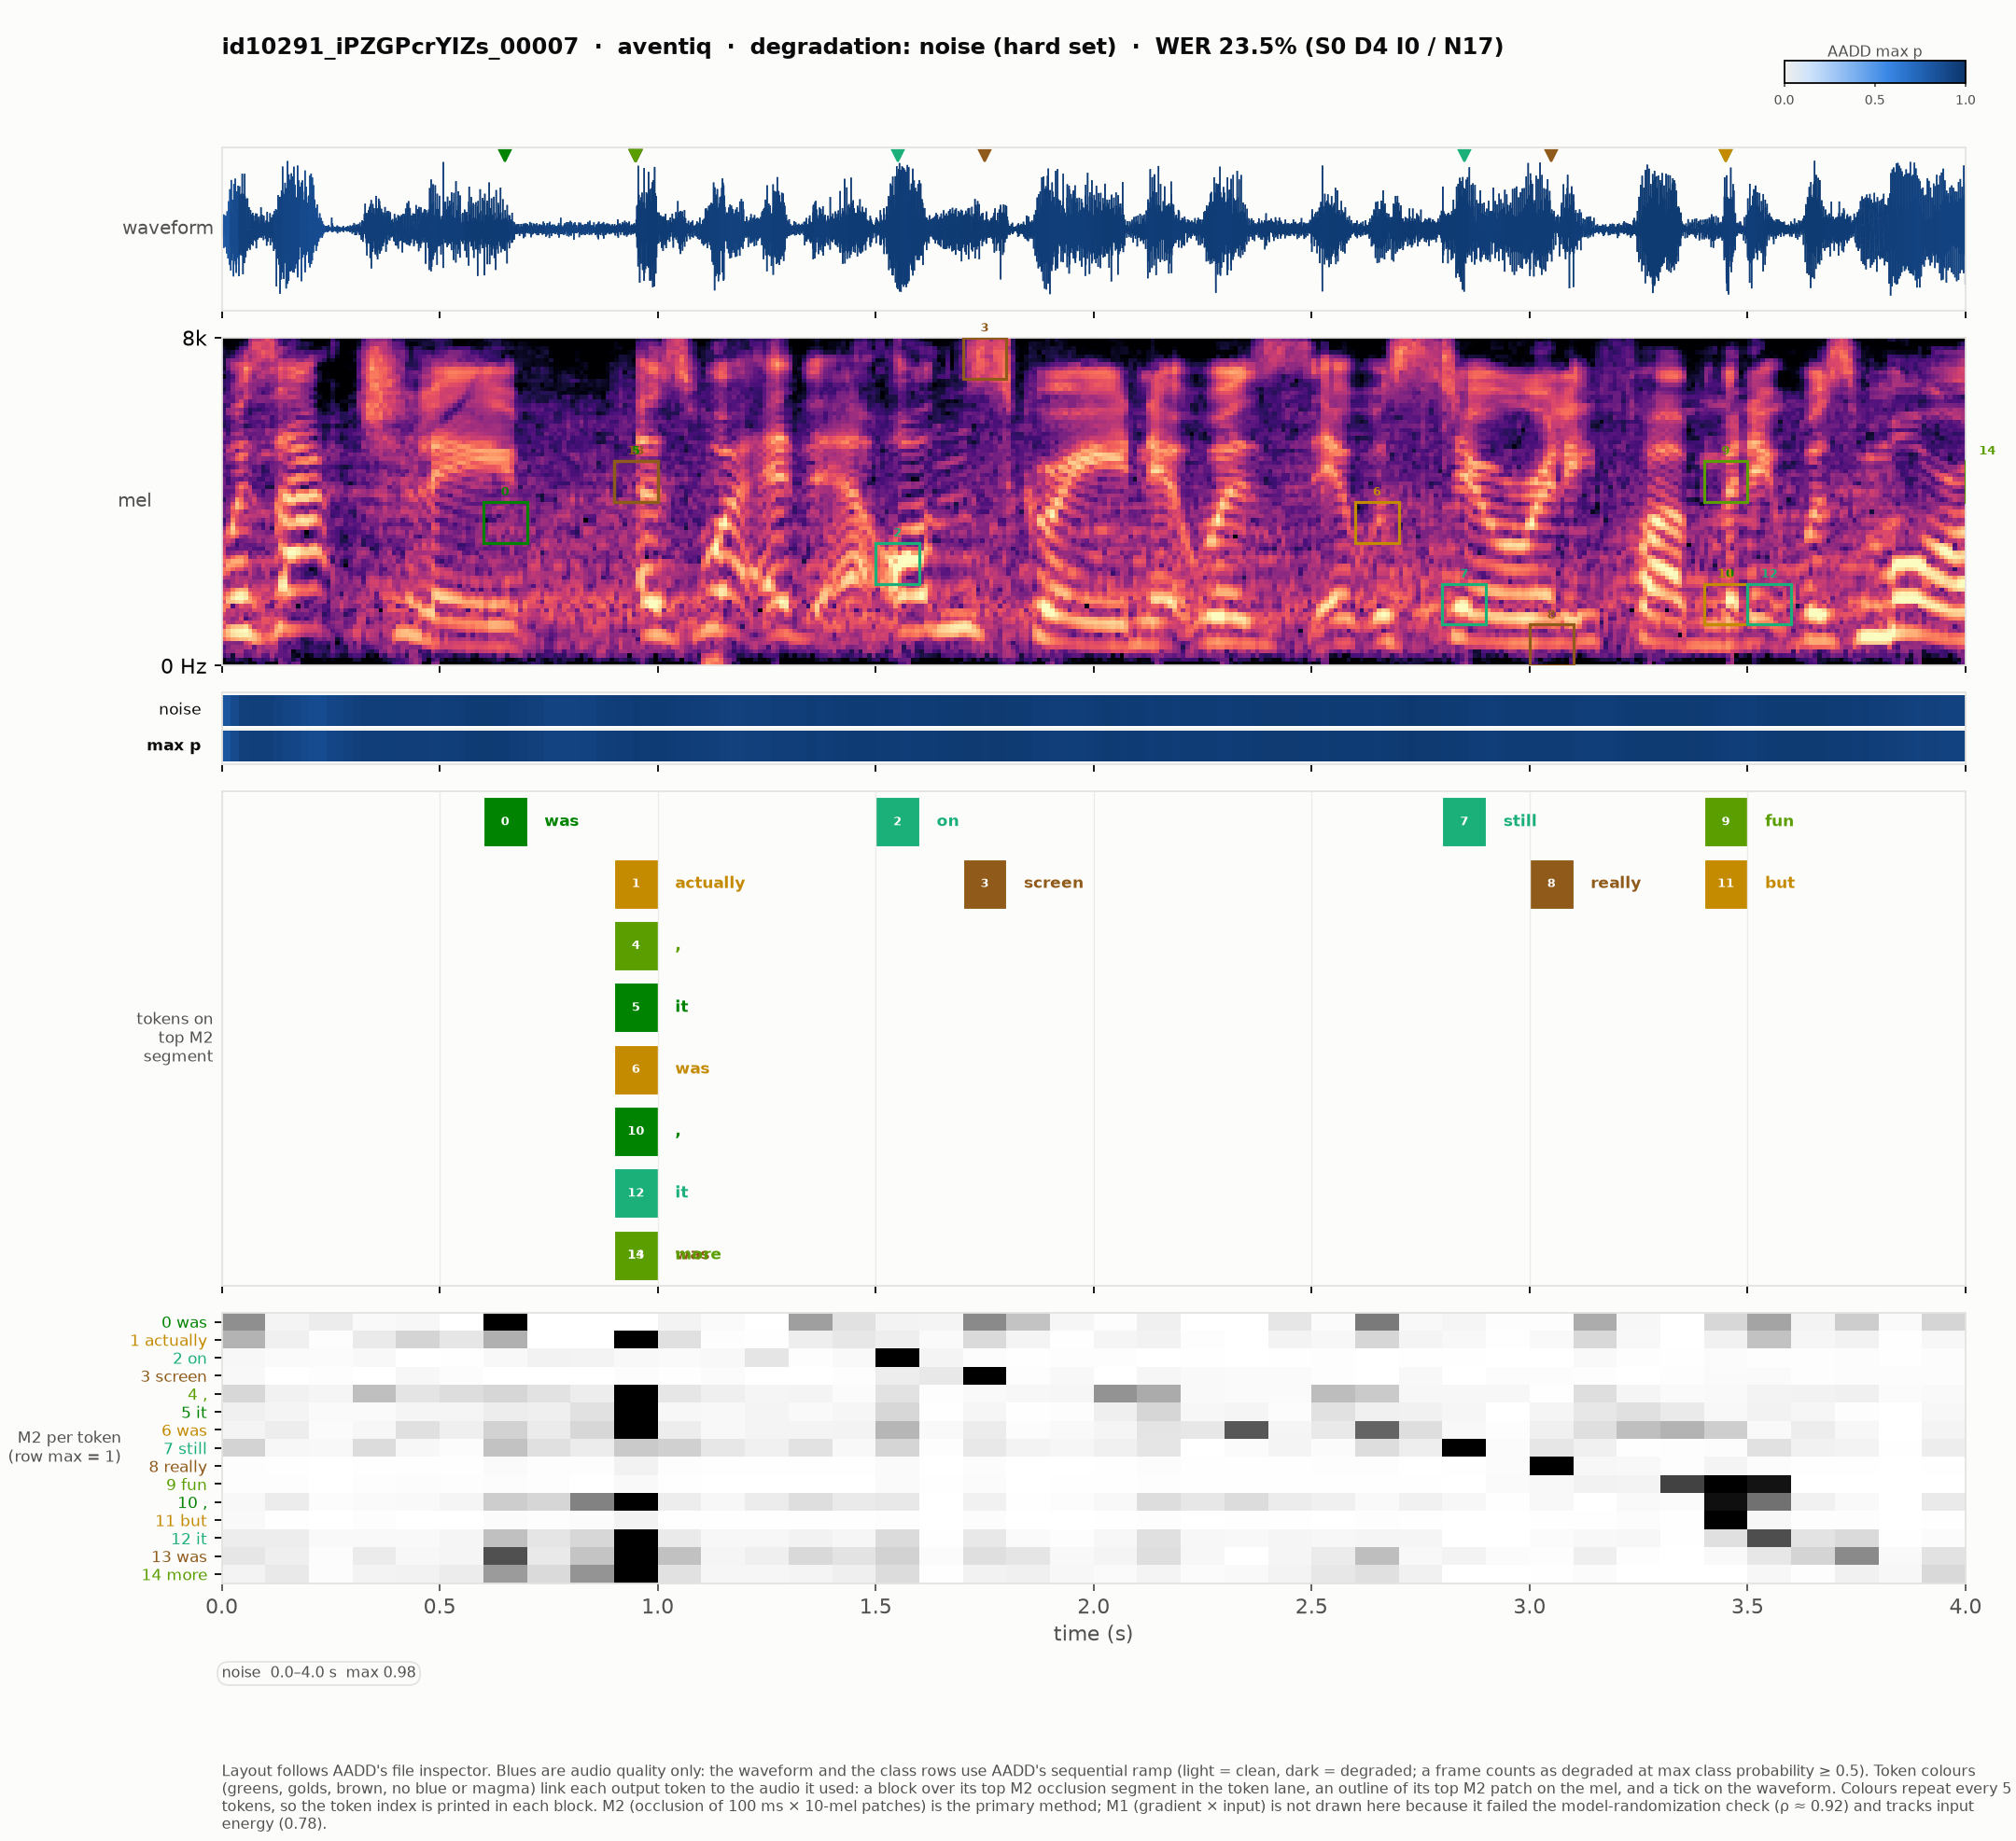 id10291_iPZGPcrYIZs_00007 · aventiq · degradation: noise (hard set) · WER 23.5% (S0 D4 I0 / N17)
AADD max p
0.0 0.5 1.0
waveform
3
8k
mel
0 Hz
14
6
7
12
noise
max p
0 was
2 on
7 still
9 fun
1 actually
3 screen
8 really
11 but
4 ,
5 it
6 was
10 ,
12 it
tokens on
top M2
segment
M2 per token
(row max = 1)
0 was
1 actually
2 on
3 screen
4 ,
5 it
6 was
7 still
8 really
9 fun
10 ,
11 but
12 it
13 was
14 more
0.0 0.5 1.0 1.5 2.0 2.5 3.0 3.5 4.0
time (s)
noise 0.0–4.0 s max 0.98
Layout follows AADD's file inspector. Blues are audio quality only: the waveform and the class rows use AADD's sequential ramp (light = clean, dark = degraded; a frame counts as degraded at max class probability ≥ 0.5). Token colours
(greens, golds, brown, no blue or magma) link each output token to the audio it used: a block over its top M2 occlusion segment in the token lane, an outline of its top M2 patch on the mel, and a tick on the waveform. Colours repeat every 5
tokens, so the token index is printed in each block. M2 (occlusion of 100 ms × 10-mel patches) is the primary method; M1 (gradient × input) is not drawn here because it failed the model-randomization check (ρ ≈ 0.92) and tracks input
energy (0.78).